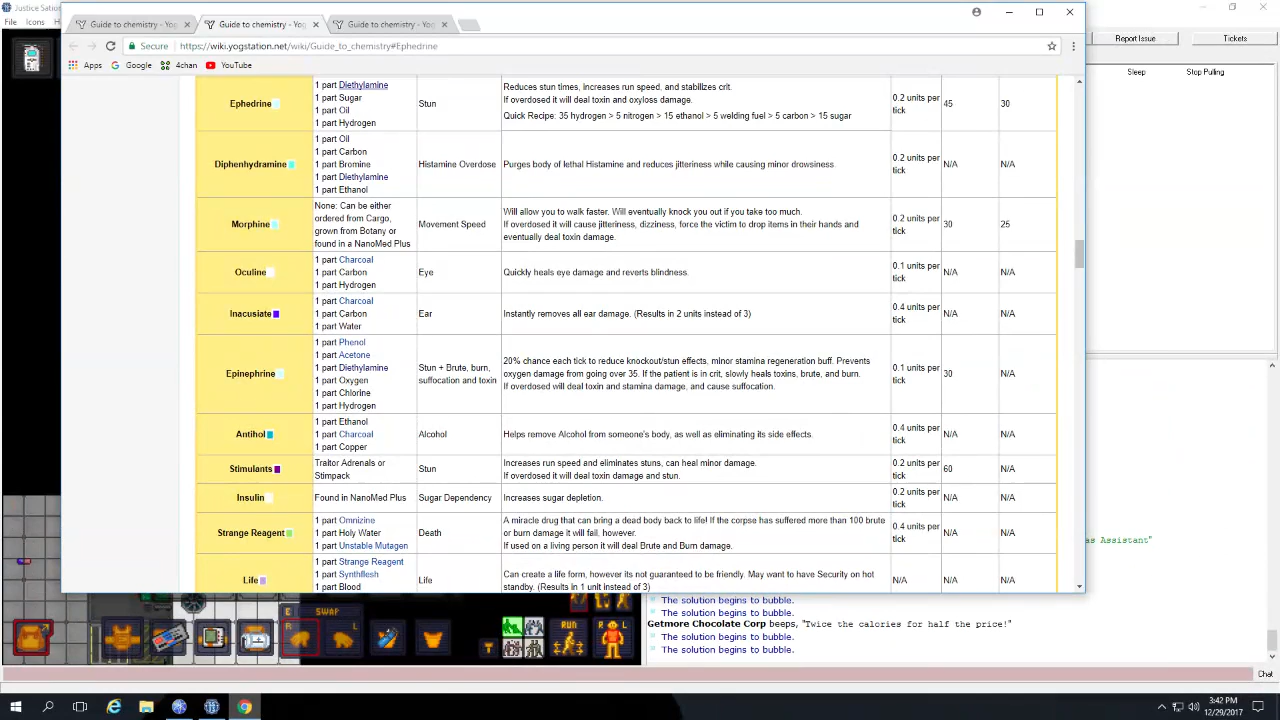 Justice Sation
File
Icons
Guide to chemistry - Yog
Guide to chemistry - Yog
Guide to chemistry - Yog
Secure
https://wiki.yogstation.net/wiki/Guide_to_chemistry#Ephedrine
Apps
Google
4chan
YouTube
Report Issue
Tickets
Sleep
Stop Pulling
Ephedrine
1 part Diethylamine
1 part Sugar
1 part Oil
1 part Hydrogen
Stun
Reduces stun times, increases run speed, and stabilizes crit.
If overdosed it will deal toxin and oxyloss damage.
Quick Recipe: 35 hydrogen > 5 nitrogen > 15 ethanol > 5 welding fuel > 5 carbon > 15 sugar
0.2 units per
tick
45
30
Diphenhydramine
1 part Oil
1 part Carbon
1 part Bromine
1 part Diethylamine
1 part Ethanol
Histamine Overdose
Purges body of lethal Histamine and reduces jitteriness while causing minor drowsiness.
0.2 units per
tick
N/A
N/A
Morphine
None: Can be either
ordered from Cargo,
grown from Botany or
found in a NanoMed Plus
Movement Speed
Will allow you to walk faster. Will eventually knock you out if you take too much.
If overdosed it will cause jitteriness, dizziness, force the victim to drop items in their hands and
eventually deal toxin damage.
0.2 units per
tick
30
25
Oculine
1 part Charcoal
1 part Carbon
1 part Hydrogen
Eye
Quickly heals eye damage and reverts blindness.
0.1 units per
tick
N/A
N/A
Inacusiate
1 part Charcoal
1 part Carbon
1 part Water
Ear
Instantly removes all ear damage. (Results in 2 units instead of 3)
0.4 units per
tick
N/A
N/A
Epinephrine
1 part Phenol
1 part Acetone
1 part Diethylamine
1 part Oxygen
1 part Chlorine
1 part Hydrogen
Stun + Brute, burn,
suffocation and toxin
20% chance each tick to reduce knockout/stun effects, minor stamina regeneration buff. Prevents
oxygen damage from going over 35. If the patient is in crit, slowly heals toxins, brute, and burn.
If overdosed will deal toxin and stamina damage, and cause suffocation.
0.1 units per
tick
30
N/A
Antihol
1 part Ethanol
1 part Charcoal
1 part Copper
Alcohol
Helps remove Alcohol from someone's body, as well as eliminating its side effects.
0.4 units per
tick
N/A
N/A
Stimulants
Traitor Adrenals or
Stimpack
Stun
Increases run speed and eliminates stuns, can heal minor damage.
If overdosed it will deal toxin damage and stun.
0.2 units per
tick
60
N/A
Insulin
Found in NanoMed Plus
Sugar Dependency
Increases sugar depletion.
0.2 units per
tick
N/A
N/A
Strange Reagent
1 part Omnizine
1 part Holy Water
1 part Unstable Mutagen
Death
A miracle drug that can bring a dead body back to life! If the corpse has suffered more than 100 brute
or burn damage it will fail, however.
If used on a living person it will deal Brute and Burn damage.
0.4 units per
tick
N/A
N/A
Life
1 part Strange Reagent
1 part Synthflesh
1 part Blood
Life
Can create a life form, however its not guaranteed to be friendly. May want to have Security on hot
standby. (Results in 1 unit instead of 3)
N/A
N/A
N/A
as Assistant"
The solution begins to bubble.
The solution begins to bubble.
Getmore Chocolate Corp beeps, "Twice the calories for half the price!"
The solution begins to bubble.
The solution begins to bubble.
E SWAP
R L
RUN
R L
Chat
3:42 PM
12/29/2017